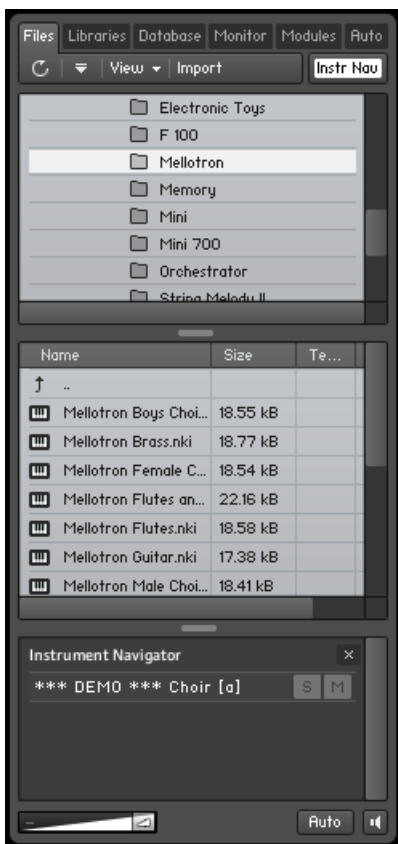 Files Libraries Database Monitor Modules Auto
View Import Instr Nav
Electronic Toys
F 100
Mellotron
Memory
Mini
Mini 700
Orchestrator
String Melody II
Name Size Te...
..
Mellotron Boys Choi... 18.55 kB
Mellotron Brass.nki 18.77 kB
Mellotron Female C... 18.54 kB
Mellotron Flutes an... 22.16 kB
Mellotron Flutes.nki 18.58 kB
Mellotron Guitar.nki 17.38 kB
Mellotron Male Choi... 18.41 kB
Instrument Navigator ×
*** DEMO *** Choir [a] S M
Auto